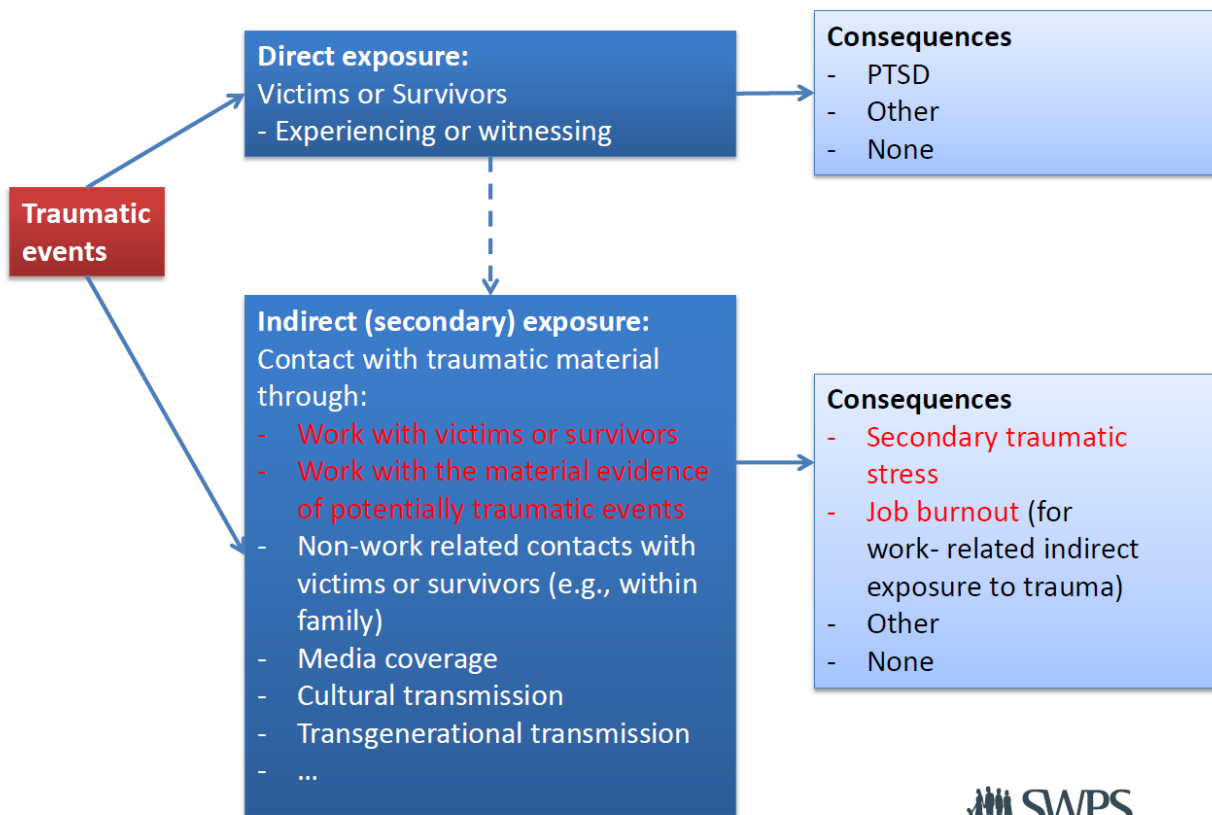 Direct exposure:
Victims or Survivors
- Experiencing or witnessing
Consequences
- PTSD
- Other
- None
Traumatic
events
Indirect (secondary) exposure:
Contact with traumatic material
through:
- Work with victims or survivors
- Work with the material evidence
of potentially traumatic events
- Non-work related contacts with
victims or survivors (e.g., within
family)
- Media coverage
- Cultural transmission
- Transgenerational transmission
- ...
Consequences
- Secondary traumatic
stress
- Job burnout (for
work- related indirect
exposure to trauma)
- Other
- None
SWPS